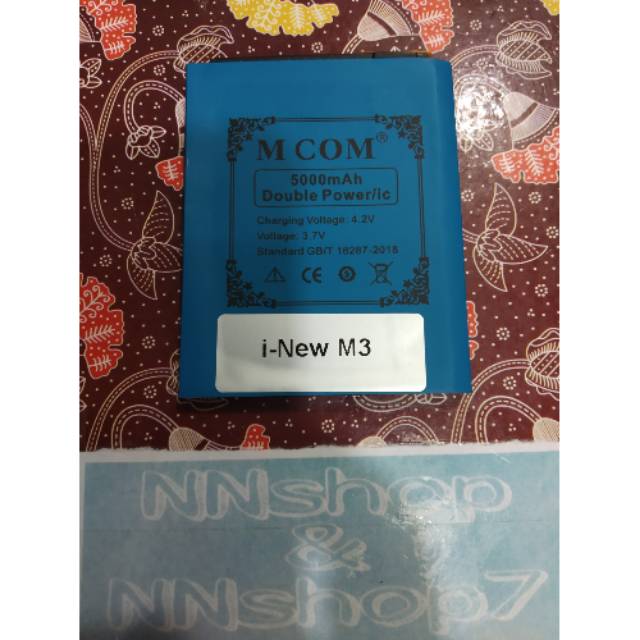 M COM®
5000mAh
Double Power/ic
Charging Voltage: 4.2V
Voltage: 3.7V
Standard GB/T 18287-2018
CE
i-New M3
NNshop
&
NNshop7